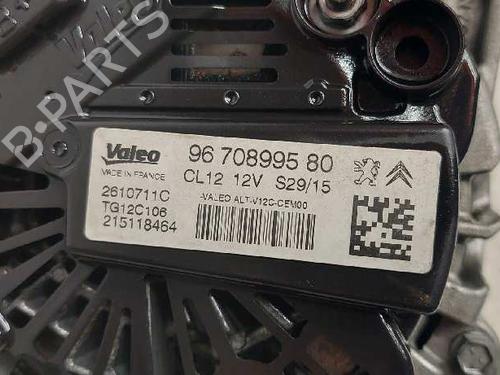 B-PARTS
Valeo
Valeo
96 708995 80
MADE IN FRANCE
CL12 12V S29/15
2610711C
-VALEO ALT-V12C-CEM00
TG12C106
215118464